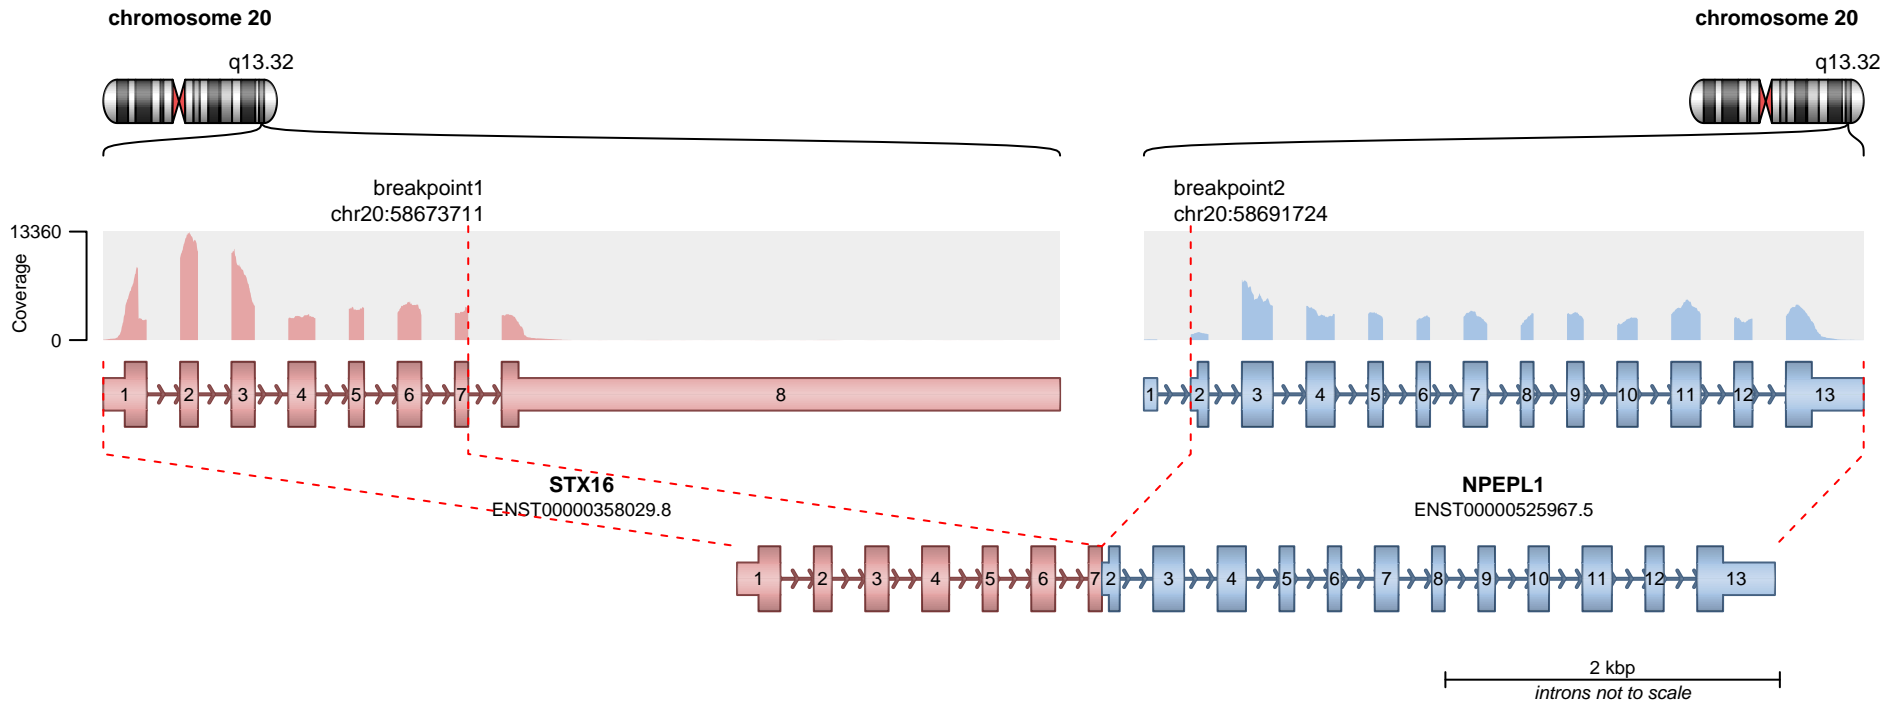 chromosome 20
chromosome 20
q13.32
q13.32
breakpoint1
chr20:58673711
breakpoint2
chr20:58691724
13360
Coverage
0
1 2 3 4 5 6 7 8
1 2 3 4 5 6 7 8 9 10 11 12 13
STX16
ENST00000358029.8
NPEPL1
ENST00000525967.5
1 2 3 4 5 6 7 2 3 4 5 6 7 8 9 10 11 12 13
2 kbp
introns not to scale